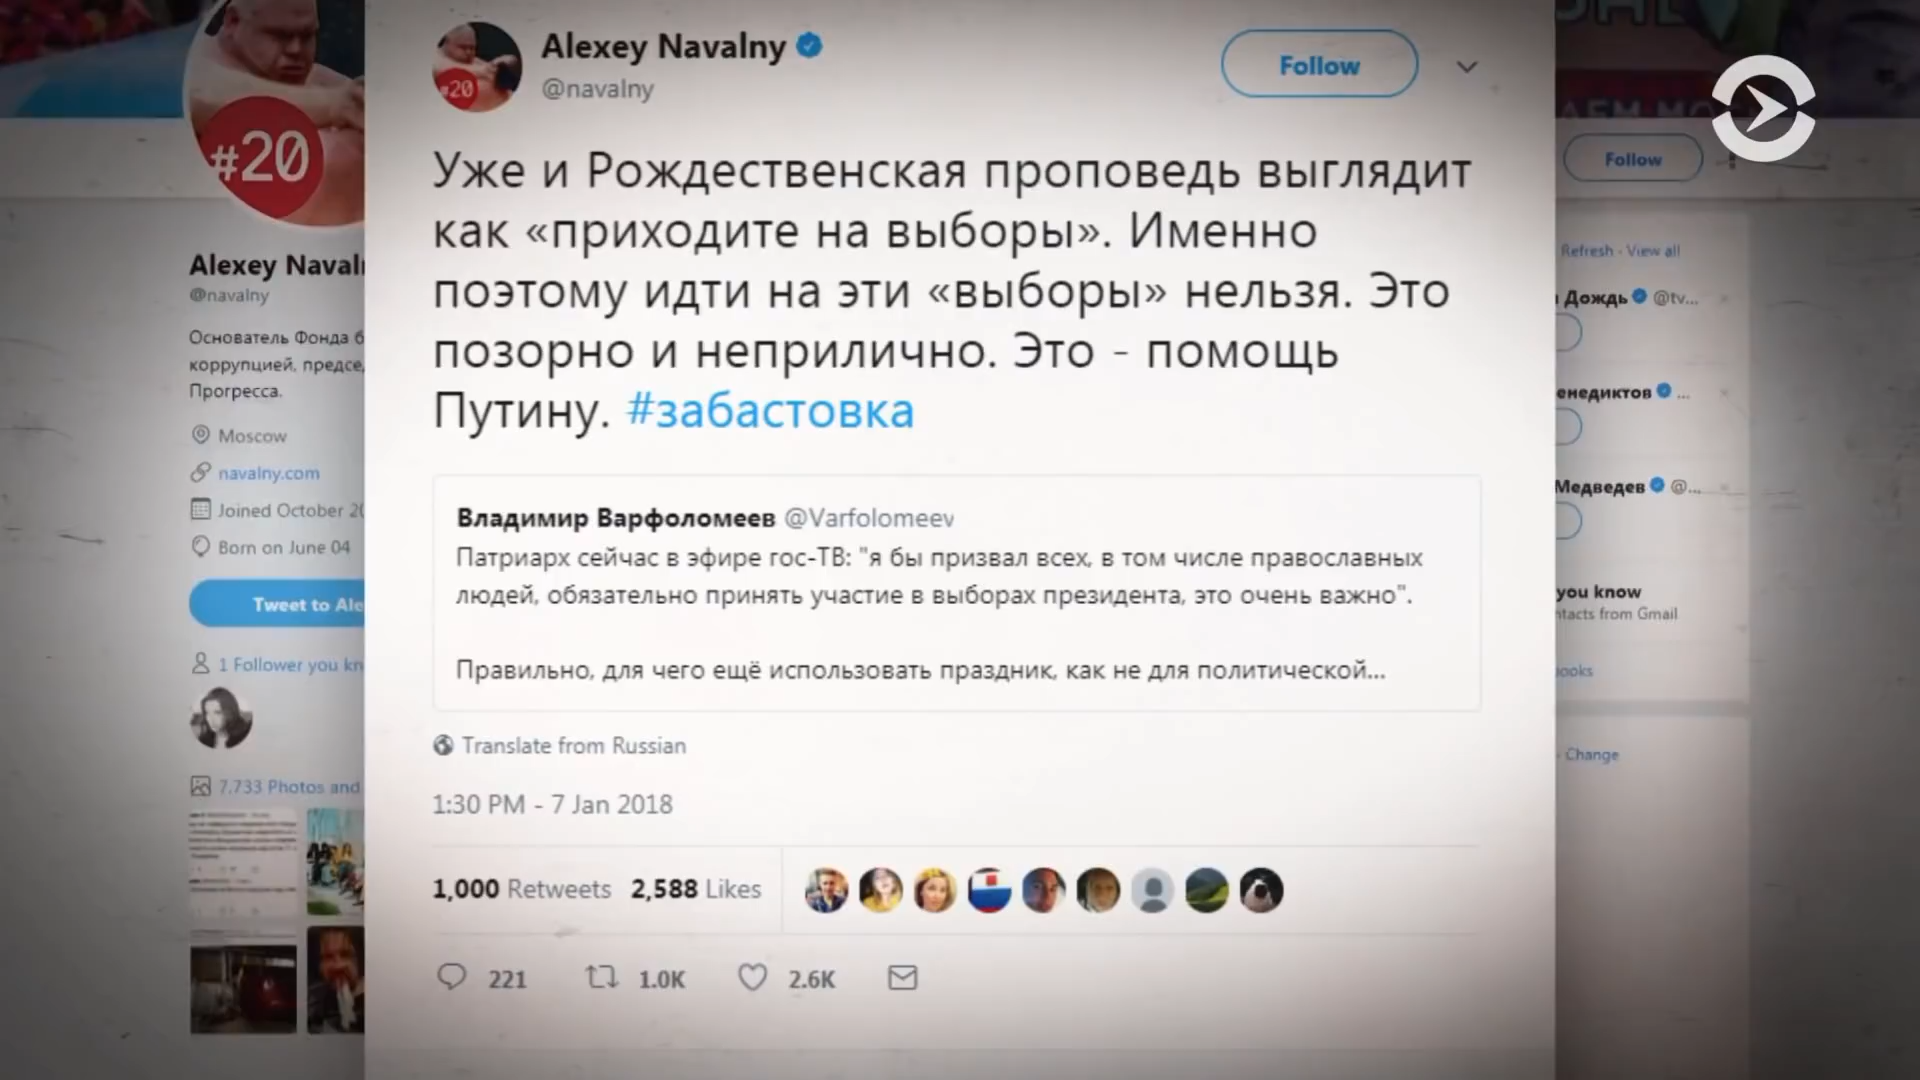 Alexey Navalny
@navalny
Follow
Уже и Рождественская проповедь выглядит
как «приходите на выборы». Именно
поэтому идти на эти «выборы» нельзя. Это
позорно и неприлично. Это - помощь
Путину. #забастовка
Владимир Варфоломеев @Varfolomeev
Патриарх сейчас в эфире гос-ТВ: "я бы призвал всех, в том числе православных
людей, обязательно принять участие в выборах президента, это очень важно".
Правильно, для чего ещё использовать праздник, как не для политической...
Translate from Russian
1:30 PM - 7 Jan 2018
1,000 Retweets 2,588 Likes
221 1.0K 2.6K
#20
#20
Alexey Naval
@navalny
Основатель Фонда б
коррупцией, предсе
Прогресса.
Moscow
navalny.com
Joined October 20
Born on June 04
Tweet to Ale
1 Follower you kn
7,733 Photos and
Follow
Refresh · View all
Дождь @tv...
енедиктов ...
Медведев @...
you know
ntacts from Gmail
ooks
Change